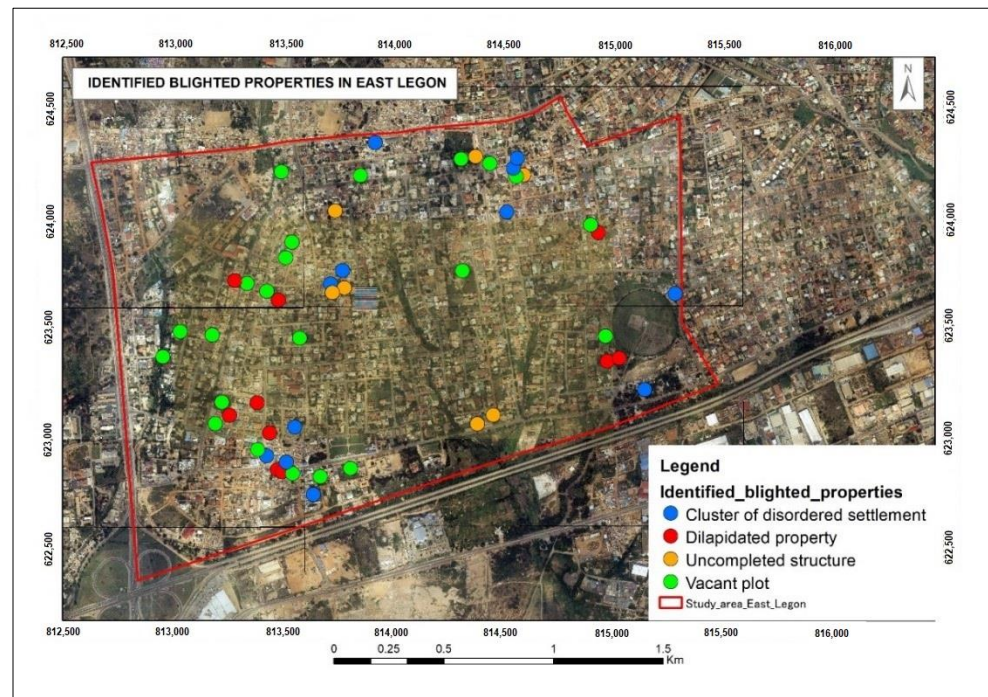 812,500 813,000 813,500 814,000 814,500 815,000 815,500 816,000
IDENTIFIED BLIGHTED PROPERTIES IN EAST LEGON
N
624,500 624,500
624,000 624,000
623,500 623,500
623,000 623,000
622,500 622,500
Legend
Identified_blighted_properties
Cluster of disordered settlement
Dilapidated property
Uncompleted structure
Vacant plot
Study_area_East_Legon
812,500 813,000 813,500 814,000 814,500 815,000 815,500 816,000
0 0.25 0.5 1 1.5
Km